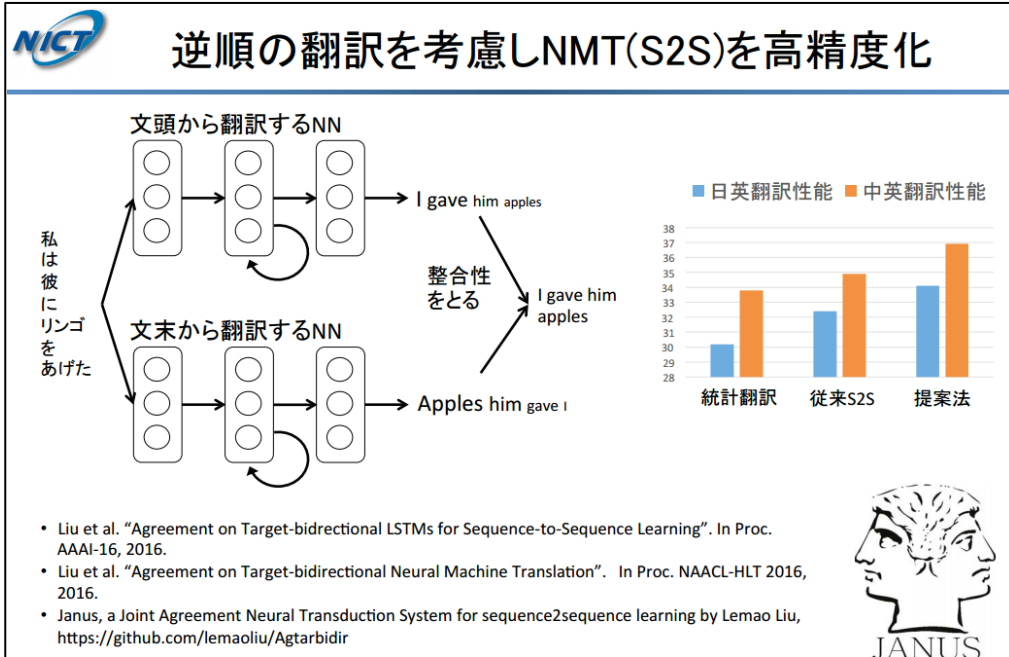 NICT
逆順の翻訳を考慮しNMT(S2S)を高精度化
文頭から翻訳するNN
I gave him apples
私は彼にリンゴをあげた
整合性
をとる
I gave him
apples
文末から翻訳するNN
Apples him gave I
日英翻訳性能 中英翻訳性能
38
37
36
35
34
33
32
31
30
29
28
統計翻訳 従来S2S 提案法
• Liu et al. “Agreement on Target-bidrectional LSTMs for Sequence-to-Sequence Learning”. In Proc.
AAAI-16, 2016.
• Liu et al. “Agreement on Target-bidirectional Neural Machine Translation”. In Proc. NAACL-HLT 2016,
2016.
• Janus, a Joint Agreement Neural Transduction System for sequence2sequence learning by Lemao Liu,
https://github.com/lemaoliu/Agtarbidir
JANUS